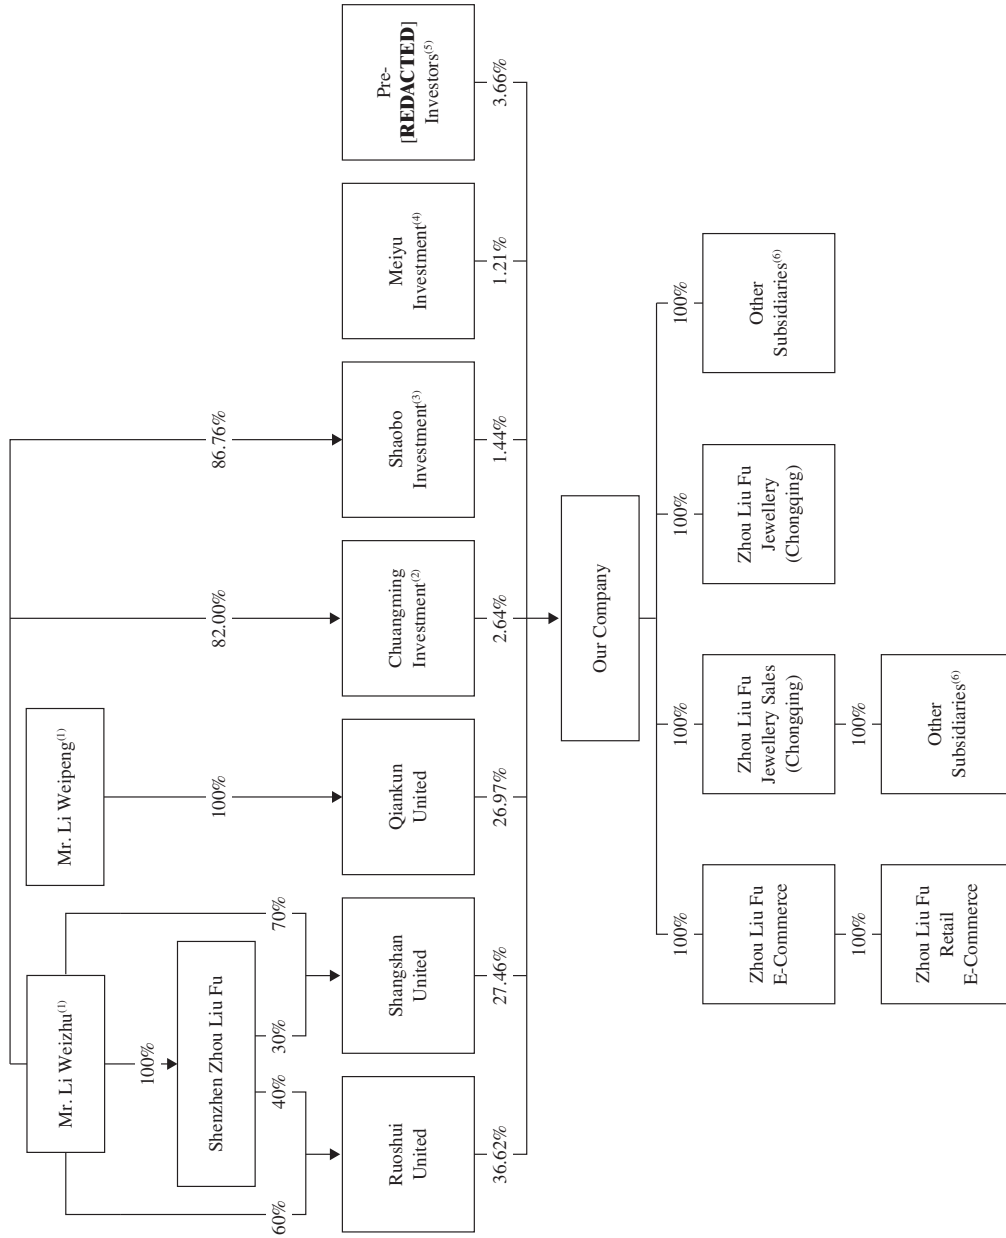 Mr. Li Weizhu(1)
Mr. Li Weipeng(1)
100%
Shenzhen Zhou Liu Fu
60%
40%
30%
70%
100%
82.00%
86.76%
Ruoshui
United
Shangshan
United
Qiankun
United
Chuangming
Investment(2)
Shaobo
Investment(3)
Meiyu
Investment(4)
Pre-
[REDACTED]
Investors(5)
36.62%
27.46%
26.97%
2.64%
1.44%
1.21%
3.66%
Our Company
100%
100%
100%
100%
Zhou Liu Fu
E-Commerce
Zhou Liu Fu
Jewellery Sales
(Chongqing)
Zhou Liu Fu
Jewellery
(Chongqing)
Other
Subsidiaries(6)
100%
100%
Zhou Liu Fu
Retail
E-Commerce
Other
Subsidiaries(6)